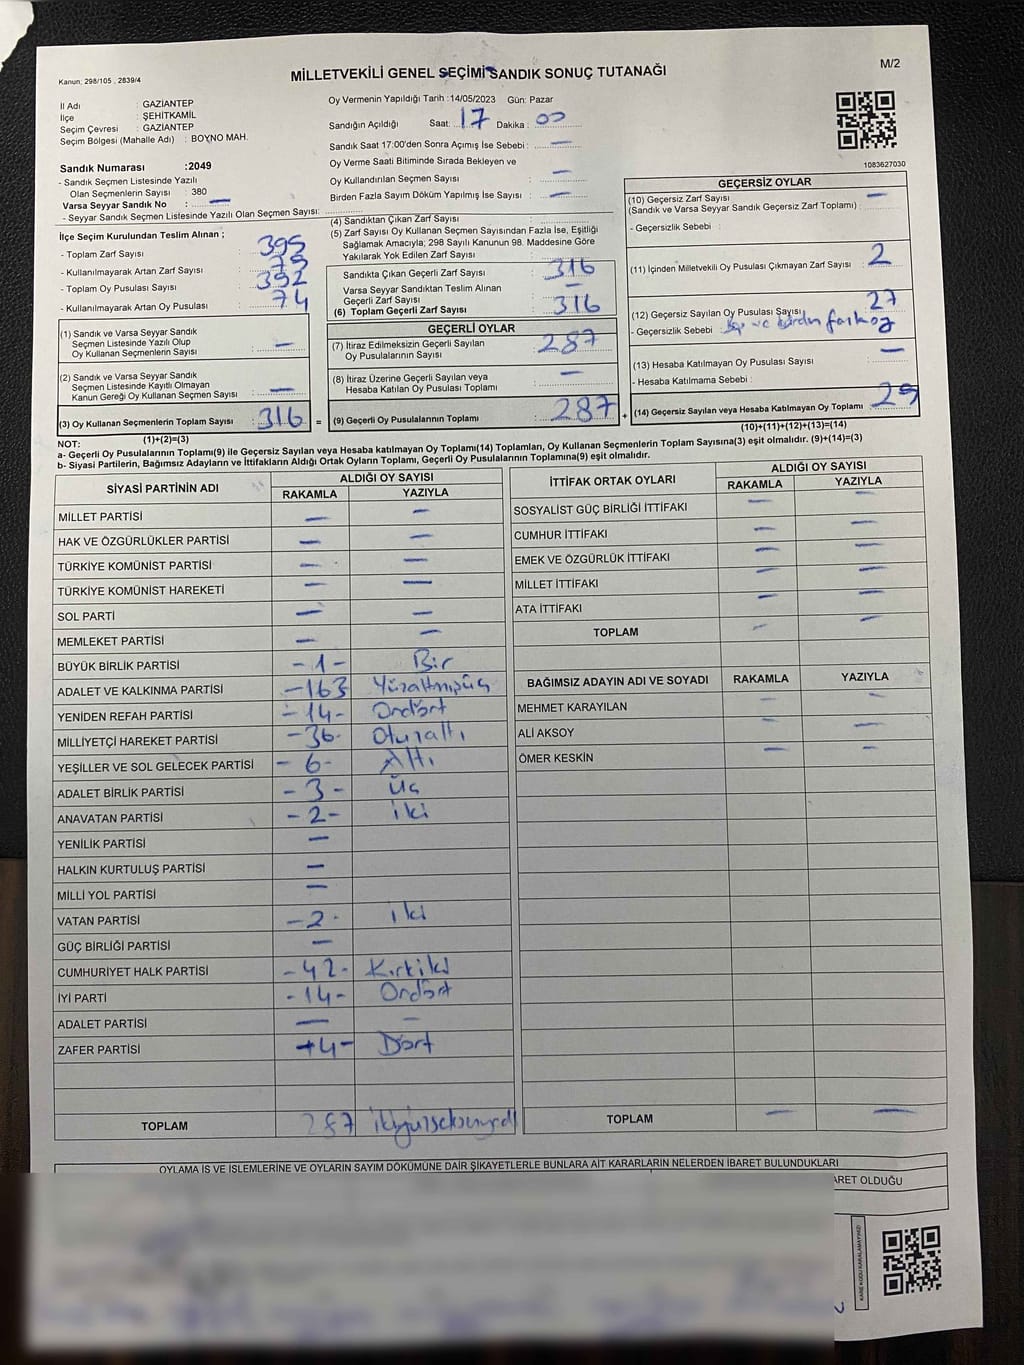 Kanun: 298/105 , 2839/4
MİLLETVEKİLİ GENEL SEÇİMİ SANDIK SONUÇ TUTANAĞI
M/2
İl Adı : GAZİANTEP
İlçe : ŞEHİTKAMİL
Seçim Çevresi : GAZİANTEP
Seçim Bölgesi (Mahalle Adı) : BOYNO MAH.
Sandık Numarası :2049
- Sandık Seçmen Listesinde Yazılı
Olan Seçmenlerin Sayısı : 380
Varsa Seyyar Sandık No : —
- Seyyar Sandık Seçmen Listesinde Yazılı Olan Seçmen Sayısı:
Oy Vermenin Yapıldığı Tarih :14/05/2023 Gün: Pazar
Sandığın Açıldığı Saat: 17 Dakika : 00
Sandık Saat 17:00'den Sonra Açımış İse Sebebi : —
Oy Verme Saati Bitiminde Sırada Bekleyen ve
Oy Kullandırılan Seçmen Sayısı : —
Birden Fazla Sayım Döküm Yapılmış İse Sayısı : —
1083627030
İlçe Seçim Kurulundan Teslim Alınan ;
- Toplam Zarf Sayısı : 395
- Kullanılmayarak Artan Zarf Sayısı : 79
- Toplam Oy Pusulası Sayısı : 392
- Kullanılmayarak Artan Oy Pusulası : 74
(1) Sandık ve Varsa Seyyar Sandık
Seçmen Listesinde Yazılı Olup
Oy Kullanan Seçmenlerin Sayısı : —
(2) Sandık ve Varsa Seyyar Sandık
Seçmen Listesinde Kayıtlı Olmayan
Kanun Gereği Oy Kullanan Seçmen Sayısı : —
(3) Oy Kullanan Seçmenlerin Toplam Sayısı : 316 =
(1)+(2)=(3)
(4) Sandıktan Çıkan Zarf Sayısı :
(5) Zarf Sayısı Oy Kullanan Seçmen Sayısından Fazla İse, Eşitliği
Sağlamak Amacıyla; 298 Sayılı Kanunun 98. Maddesine Göre
Yakılarak Yok Edilen Zarf Sayısı :
Sandıkta Çıkan Geçerli Zarf Sayısı : 316
Varsa Seyyar Sandıktan Teslim Alınan
Geçerli Zarf Sayısı : —
(6) Toplam Geçerli Zarf Sayısı : 316
GEÇERLİ OYLAR
(7) İtiraz Edilmeksizin Geçerli Sayılan
Oy Pusulalarının Sayısı : 287
(8) İtiraz Üzerine Geçerli Sayılan veya
Hesaba Katılan Oy Pusulası Toplamı : —
(9) Geçerli Oy Pusulalarının Toplamı : 287 +
GEÇERSİZ OYLAR
(10) Geçersiz Zarf Sayısı : —
(Sandık ve Varsa Seyyar Sandık Geçersiz Zarf Toplamı)
- Geçersizlik Sebebi :
(11) İçinden Milletvekili Oy Pusulası Çıkmayan Zarf Sayısı : 2
(12) Geçersiz Sayılan Oy Pusulası Sayısı : 27
- Geçersizlik Sebebi :
(13) Hesaba Katılmayan Oy Pusulası Sayısı : —
- Hesaba Katılmama Sebebi :
(14) Geçersiz Sayılan veya Hesaba Katılmayan Oy Toplamı : 29
(10)+(11)+(12)+(13)=(14)
NOT:
a- Geçerli Oy Pusulalarının Toplamı(9) ile Geçersiz Sayılan veya Hesaba katılmayan Oy Toplamı(14) Toplamları, Oy Kullanan Seçmenlerin Toplam Sayısına(3) eşit olmalıdır. (9)+(14)=(3)
b- Siyasi Partilerin, Bağımsız Adayların ve İttifakların Aldığı Ortak Oyların Toplamı, Geçerli Oy Pusulalarının Toplamına(9) eşit olmalıdır.
SİYASİ PARTİNİN ADI ALDIĞI OY SAYISI
RAKAMLA YAZIYLA
MİLLET PARTİSİ — —
HAK VE ÖZGÜRLÜKLER PARTİSİ — —
TÜRKİYE KOMÜNİST PARTİSİ — —
TÜRKİYE KOMÜNİST HAREKETİ — —
SOL PARTİ — —
MEMLEKET PARTİSİ — —
BÜYÜK BİRLİK PARTİSİ -1- Bir
ADALET VE KALKINMA PARTİSİ -163 Yüzaltmışüç
YENİDEN REFAH PARTİSİ -14- Ondört
MİLLİYETÇİ HAREKET PARTİSİ -36- Otuzaltı
YEŞİLLER VE SOL GELECEK PARTİSİ -6- Altı
ADALET BİRLİK PARTİSİ -3- Üç
ANAVATAN PARTİSİ -2- iki
YENİLİK PARTİSİ —
HALKIN KURTULUŞ PARTİSİ —
MİLLİ YOL PARTİSİ —
VATAN PARTİSİ -2- iki
GÜÇ BİRLİĞİ PARTİSİ —
CUMHURİYET HALK PARTİSİ -42- Kırkiki
İYİ PARTİ -14- Ondört
ADALET PARTİSİ — —
ZAFER PARTİSİ -4- Dört
TOPLAM 287 ikiyüzseksenyedi
İTTİFAK ORTAK OYLARI ALDIĞI OY SAYISI
RAKAMLA YAZIYLA
SOSYALİST GÜÇ BİRLİĞİ İTTİFAKI — —
CUMHUR İTTİFAKI — —
EMEK VE ÖZGÜRLÜK İTTİFAKI — —
MİLLET İTTİFAKI — —
ATA İTTİFAKI — —
TOPLAM — —
BAĞIMSIZ ADAYIN ADI VE SOYADI RAKAMLA YAZIYLA
MEHMET KARAYILAN — —
ALİ AKSOY — —
ÖMER KESKİN — —
TOPLAM — —
OYLAMA İŞ VE İŞLEMLERİNE VE OYLARIN SAYIM DÖKÜMÜNE DAİR ŞİKAYETLERLE BUNLARA AİT KARARLARIN NELERDEN İBARET BULUNDUKLARI
OLDUĞU
KARE KODU KARALAMAYINIZ!